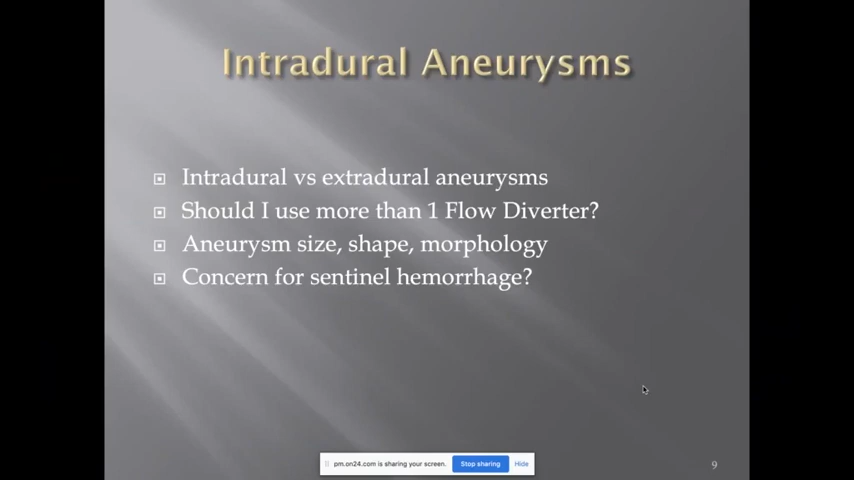 Intradural Aneurysms
Intradural vs extradural aneurysms
Should I use more than 1 Flow Diverter?
Aneurysm size, shape, morphology
Concern for sentinel hemorrhage?
pm.on24.com is sharing your screen. Stop sharing Hide
9